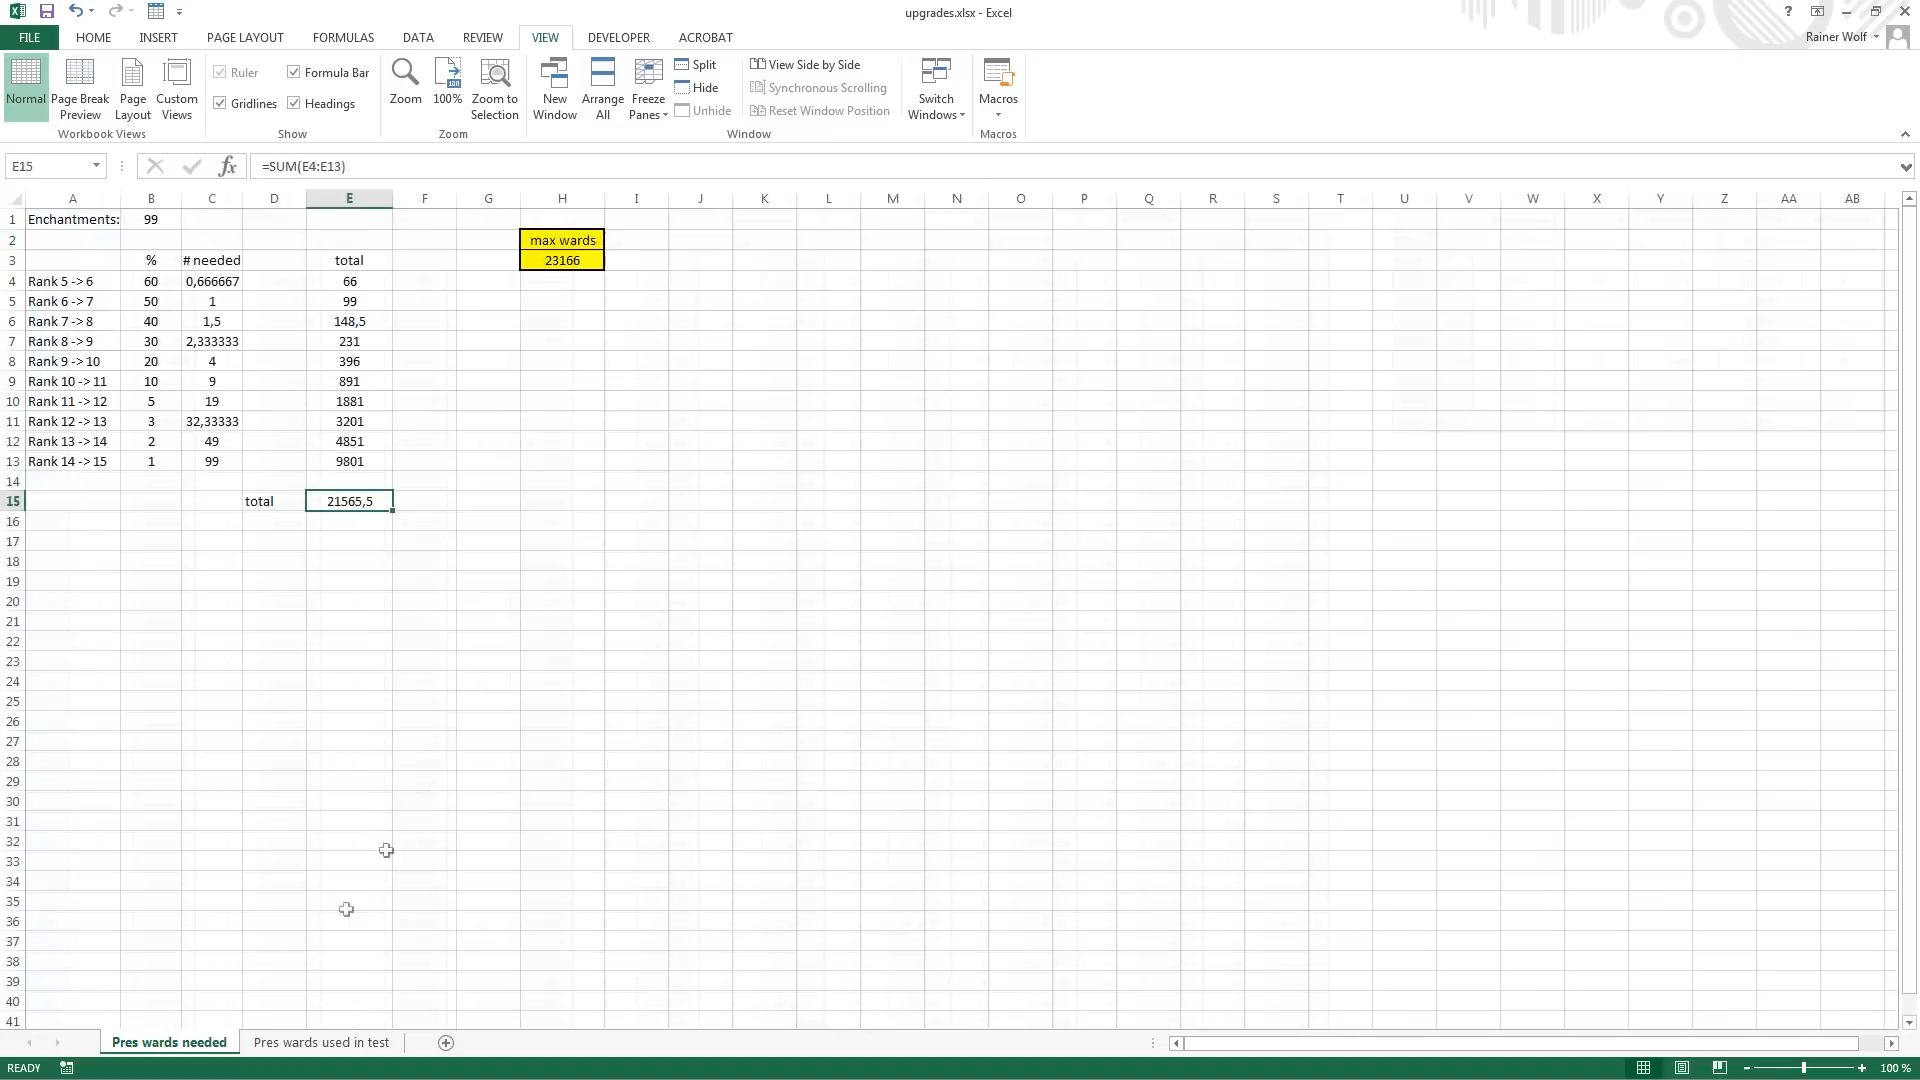 upgrades.xlsx - Excel
?
FILE HOME INSERT PAGE LAYOUT FORMULAS DATA REVIEW VIEW DEVELOPER ACROBAT Rainer Wolf
Normal Page Break Preview Page Layout Custom Views
Ruler Formula Bar
Gridlines Headings
Zoom 100% Zoom to Selection
New Window Arrange All Freeze Panes
Split
Hide
Unhide
View Side by Side
Synchronous Scrolling
Reset Window Position
Switch Windows Macros
Workbook Views Show Zoom Window Macros
E15 fx =SUM(E4:E13)
A B C D E F G H I J K L M N O P Q R S T U V W X Y Z AA AB
1 Enchantments: 99
2 max wards
3 % # needed total 23166
4 Rank 5 -> 6 60 0,666667 66
5 Rank 6 -> 7 50 1 99
6 Rank 7 -> 8 40 1,5 148,5
7 Rank 8 -> 9 30 2,333333 231
8 Rank 9 -> 10 20 4 396
9 Rank 10 -> 11 10 9 891
10 Rank 11 -> 12 5 19 1881
11 Rank 12 -> 13 3 32,33333 3201
12 Rank 13 -> 14 2 49 4851
13 Rank 14 -> 15 1 99 9801
14
15 total 21565,5
16
17
18
19
20
21
22
23
24
25
26
27
28
29
30
31
32
33
34
35
36
37
38
39
40
41
Pres wards needed Pres wards used in test
READY 100 %